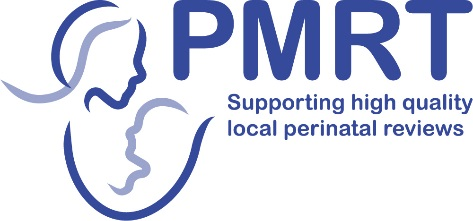 PMRT
Supporting high quality
local perinatal reviews